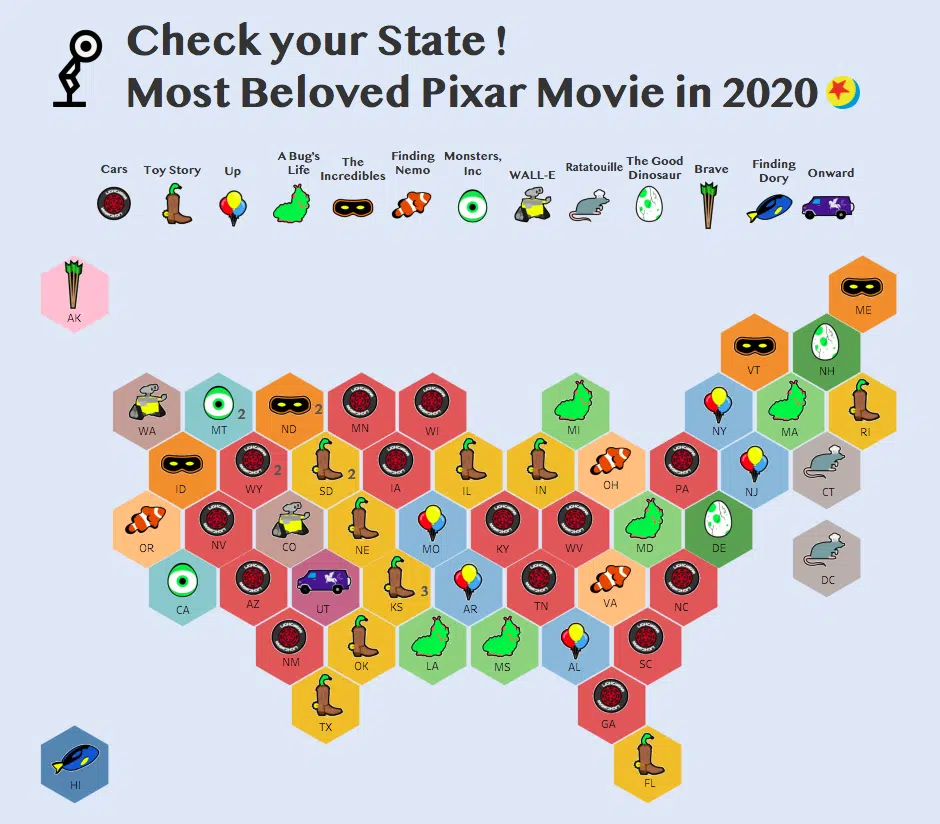 Check your State !
Most Beloved Pixar Movie in 2020
Cars
Toy Story
Up
A Bug's
Life
The
Incredibles
Finding
Nemo
Monsters,
Inc
WALL-E
Ratatouille
The Good
Dinosaur
Brave
Finding
Dory
Onward
AK
ME
VT
NH
WA
MT 2
ND 2
MN
WI
MI
NY
MA
RI
ID
WY 2
SD 2
IA
IL
IN
OH
PA
NJ
CT
OR
NV
CO
NE
MO
KY
WV
MD
DE
DC
CA
AZ
UT
KS 3
AR
TN
VA
NC
NM
OK
LA
MS
AL
SC
TX
GA
HI
FL